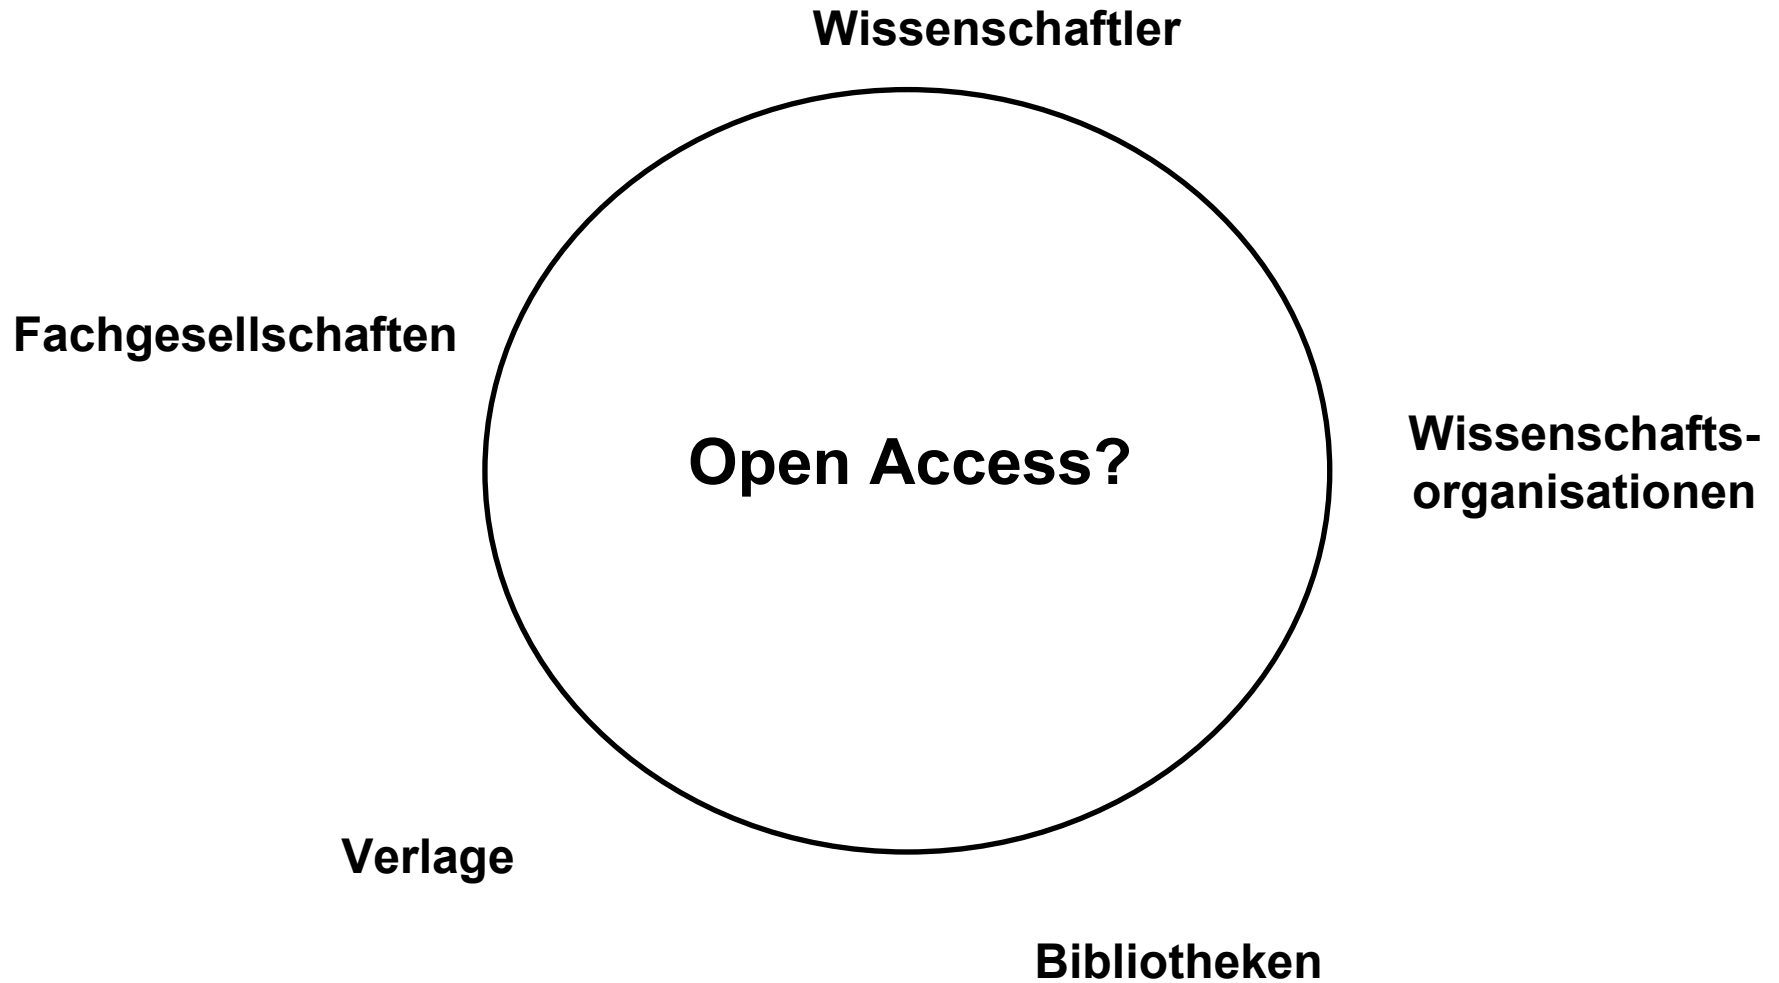 Wissenschaftler
Fachgesellschaften
Open Access?
Wissenschafts-
organisationen
Verlage
Bibliotheken